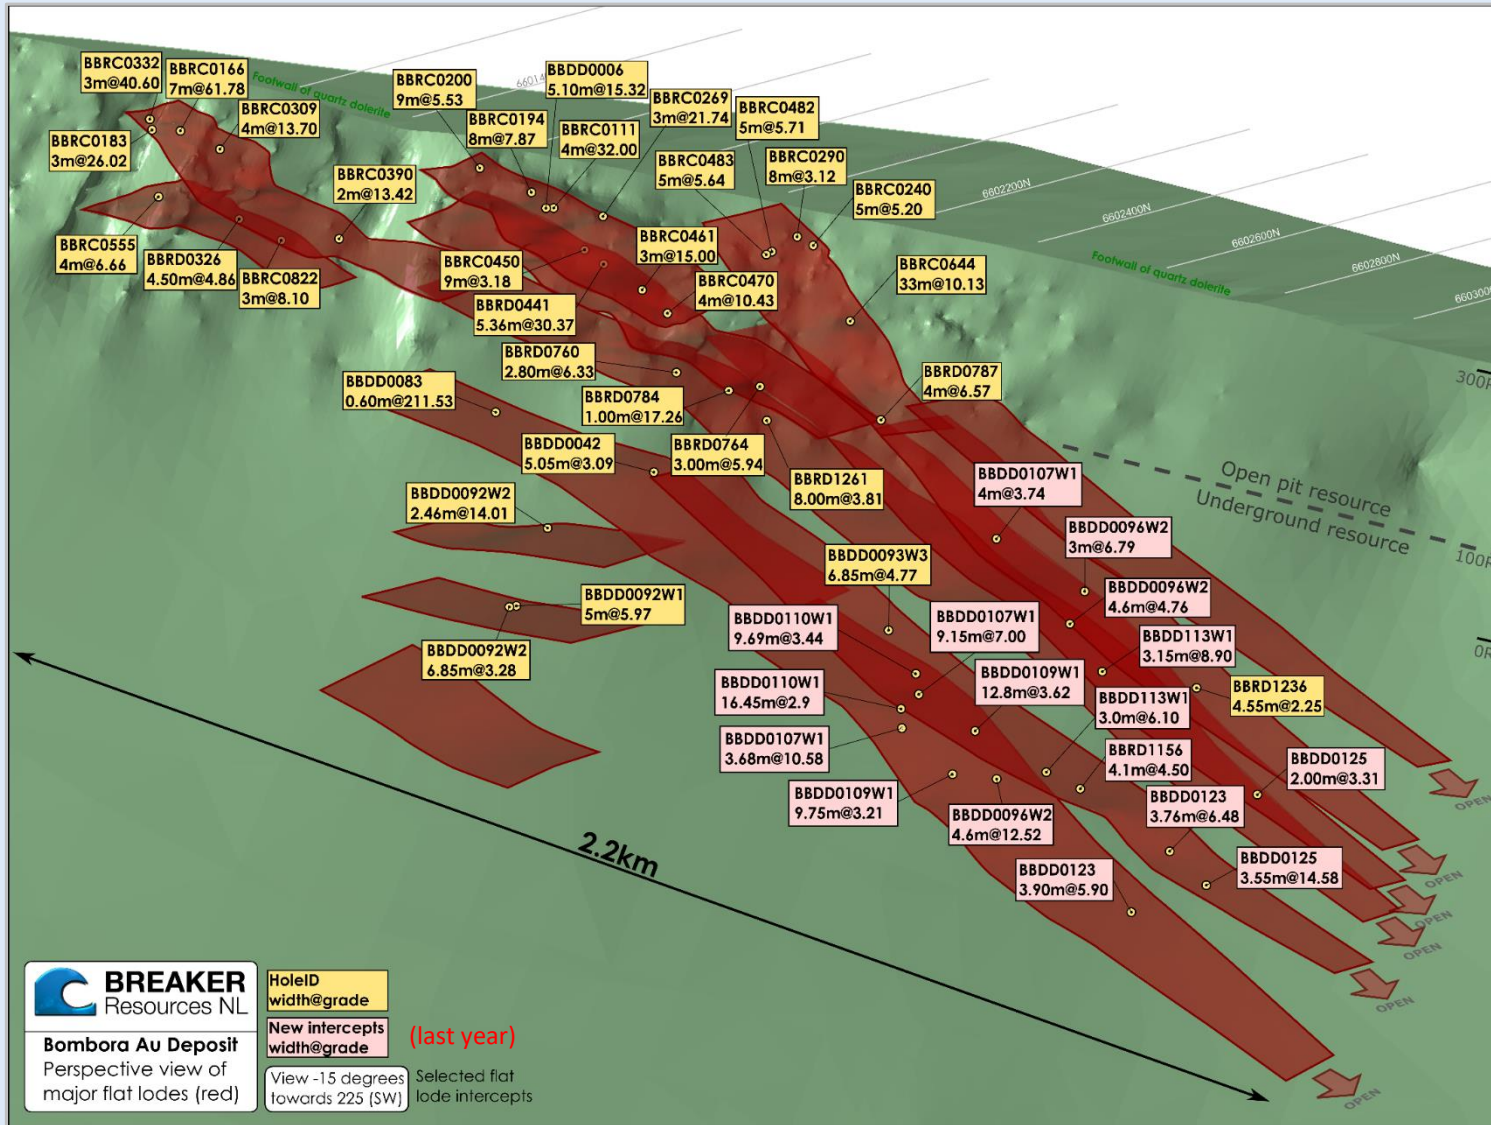 BBRC0332
3m@40.60
BBRC0166
7m@61.78
Footwall of quartz dolerite
BBRC0309
4m@13.70
BBRC0183
3m@26.02
BBRC0390
2m@13.42
BBRC0555
4m@6.66
BBRD0326
4.50m@4.86
BBRC0822
3m@8.10
BBRC0200
9m@5.53
BBDD0006
5.10m@15.32
BBRC0194
8m@7.87
BBRC0111
4m@32.00
BBRC0269
3m@21.74
BBRC0482
5m@5.71
BBRC0483
5m@5.64
BBRC0290
8m@3.12
BBRC0240
5m@5.20
6602200N
6602400N
6602600N
6602800N
Footwall of quartz dolerite
BBRC0450
9m@3.18
BBRC0461
3m@15.00
BBRC0470
4m@10.43
BBRC0644
33m@10.13
BBRD0441
5.36m@30.37
BBRD0760
2.80m@6.33
BBRD0784
1.00m@17.26
BBRD0787
4m@6.57
BBDD0083
0.60m@211.53
BBDD0042
5.05m@3.09
BBRD0764
3.00m@5.94
BBRD1261
8.00m@3.81
BBDD0107W1
4m@3.74
Open pit resource
Underground resource
BBDD0092W2
2.46m@14.01
BBDD0096W2
3m@6.79
BBDD0093W3
6.85m@4.77
BBDD0096W2
4.6m@4.76
BBDD0092W1
5m@5.97
BBDD0092W2
6.85m@3.28
BBDD0110W1
9.69m@3.44
BBDD0107W1
9.15m@7.00
BBDD113W1
3.15m@8.90
BBDD0110W1
16.45m@2.9
BBDD0109W1
12.8m@3.62
BBDD113W1
3.0m@6.10
BBRD1236
4.55m@2.25
BBDD0107W1
3.68m@10.58
BBRD1156
4.1m@4.50
BBDD0125
2.00m@3.31
BBDD0109W1
9.75m@3.21
BBDD0096W2
4.6m@12.52
BBDD0123
3.76m@6.48
BBDD0123
3.90m@5.90
BBDD0125
3.55m@14.58
2.2km
OPEN
OPEN
OPEN
OPEN
OPEN
OPEN
BREAKER
Resources NL
Bombora Au Deposit
Perspective view of
major flat lodes (red)
HoleID
width@grade
New intercepts
width@grade
(last year)
View -15 degrees
towards 225 (SW)
Selected flat
lode intercepts